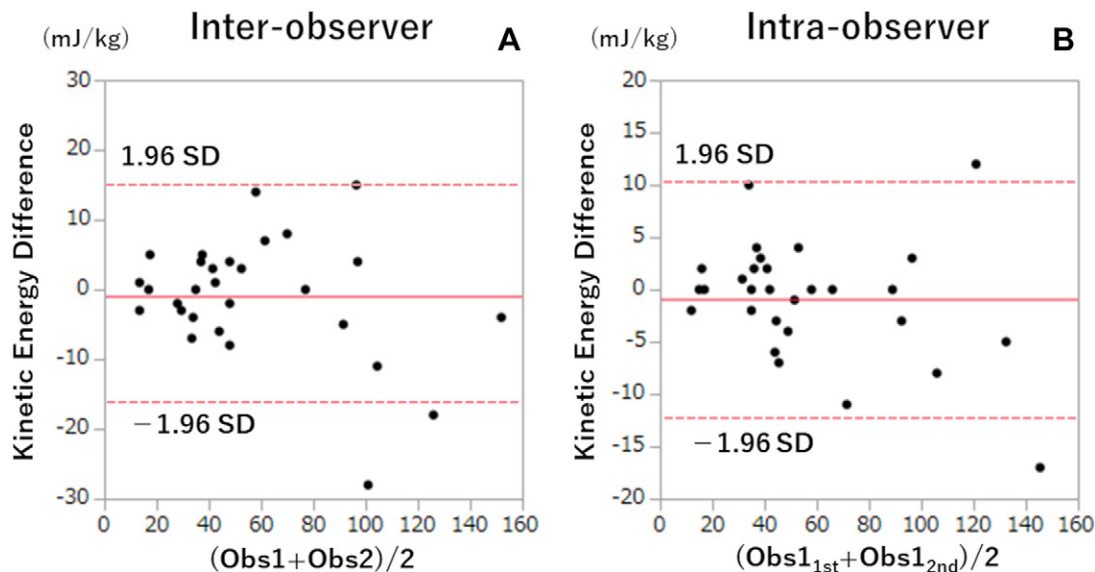 Inter-observer
A
(mJ/kg)
Kinetic Energy Difference
30
20
10
0
-10
-20
-30
1.96 SD
−1.96 SD
0 20 40 60 80 100 120 140 160
(Obs1+Obs2)/2
Intra-observer
B
(mJ/kg)
Kinetic Energy Difference
20
15
10
5
0
-5
-10
-15
-20
1.96 SD
−1.96 SD
0 20 40 60 80 100 120 140 160
(Obs1₁st+Obs1₂nd)/2